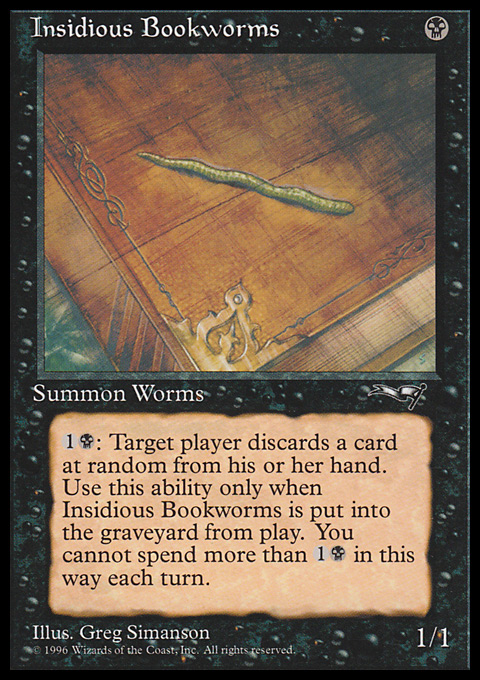 Insidious Bookworms
Summon Worms
1: Target player discards a card
at random from his or her hand.
Use this ability only when
Insidious Bookworms is put into
the graveyard from play. You
cannot spend more than 1 in this
way each turn.
Illus. Greg Simanson
1/1
© 1996 Wizards of the Coast, Inc. All rights reserved.